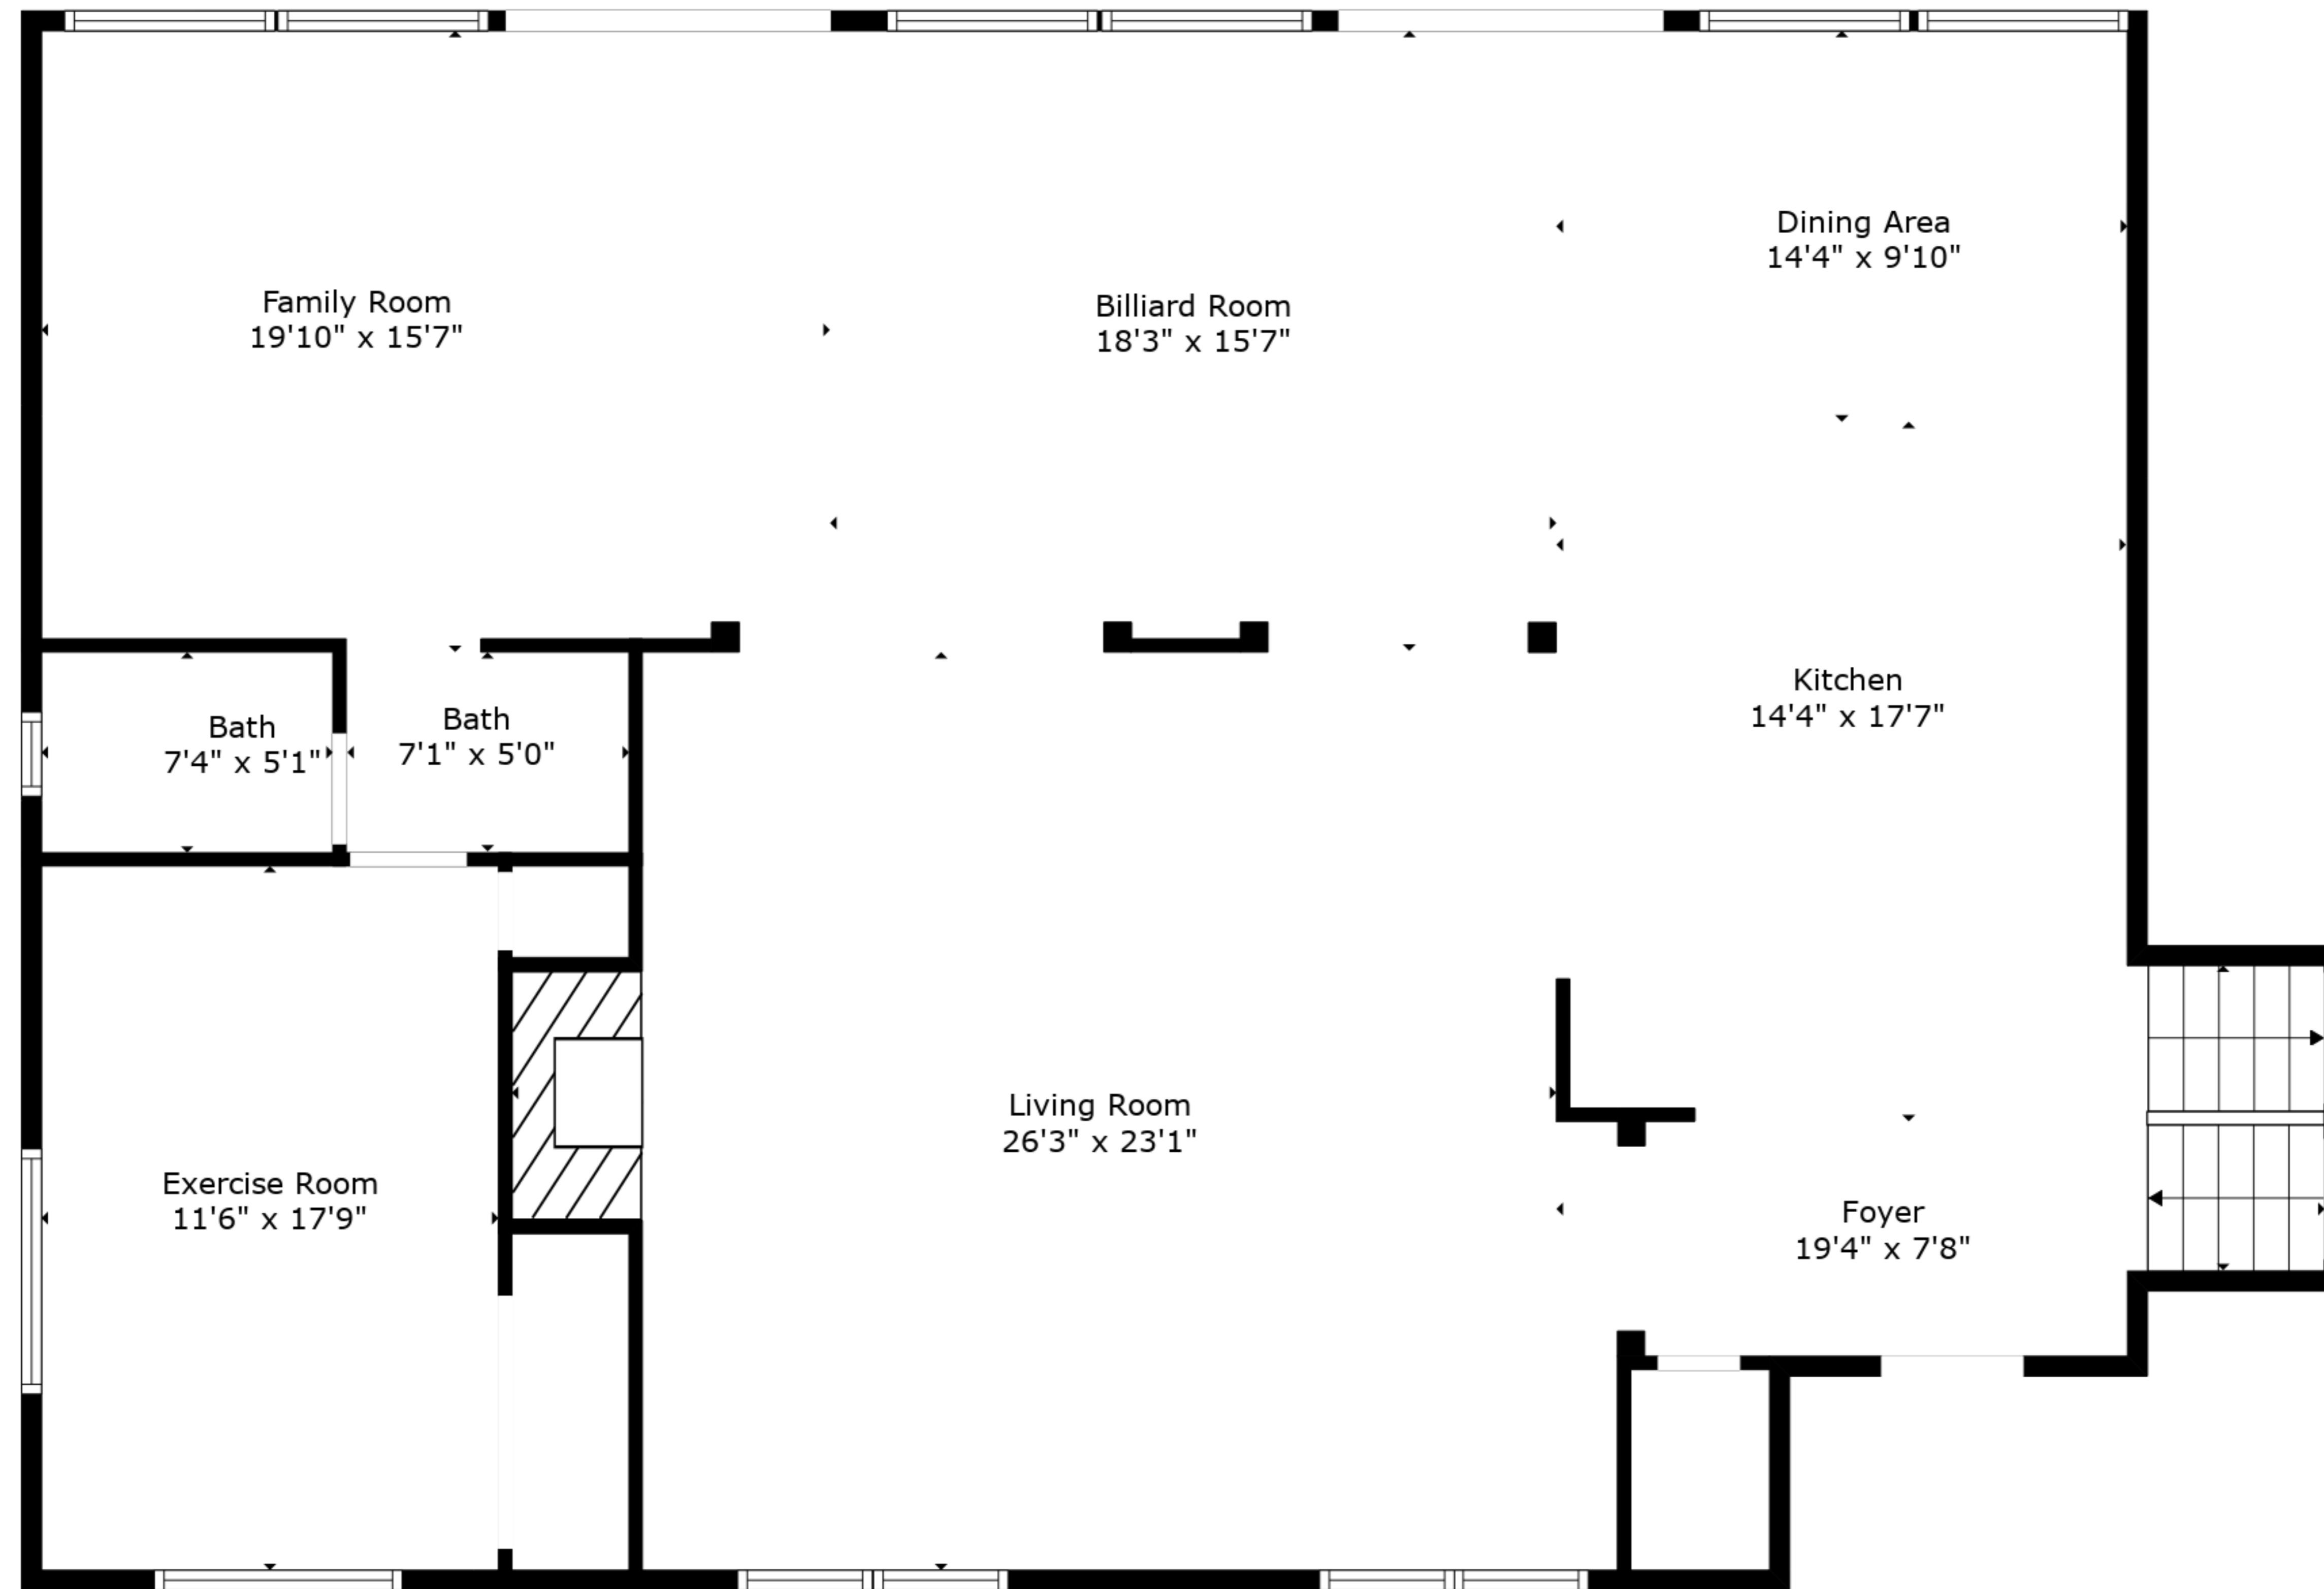 Family Room
19'10" x 15'7"
Billiard Room
18'3" x 15'7"
Dining Area
14'4" x 9'10"
Bath
7'4" x 5'1"
Bath
7'1" x 5'0"
Kitchen
14'4" x 17'7"
Exercise Room
11'6" x 17'9"
Living Room
26'3" x 23'1"
Foyer
19'4" x 7'8"